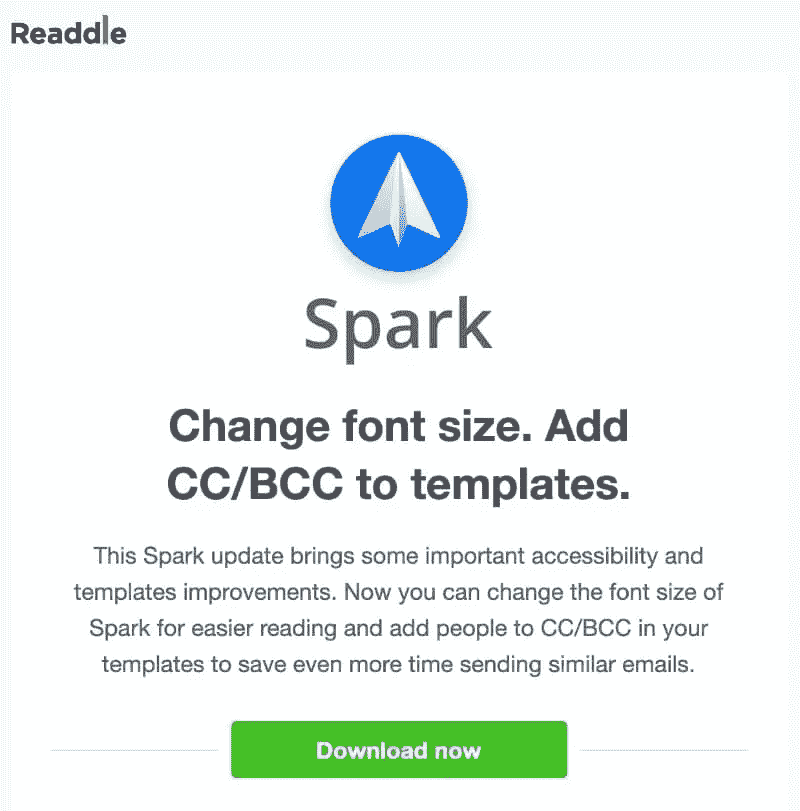 Readdle
Spark
Change font size. Add
CC/BCC to templates.
This Spark update brings some important accessibility and
templates improvements. Now you can change the font size of
Spark for easier reading and add people to CC/BCC in your
templates to save even more time sending similar emails.
Download now